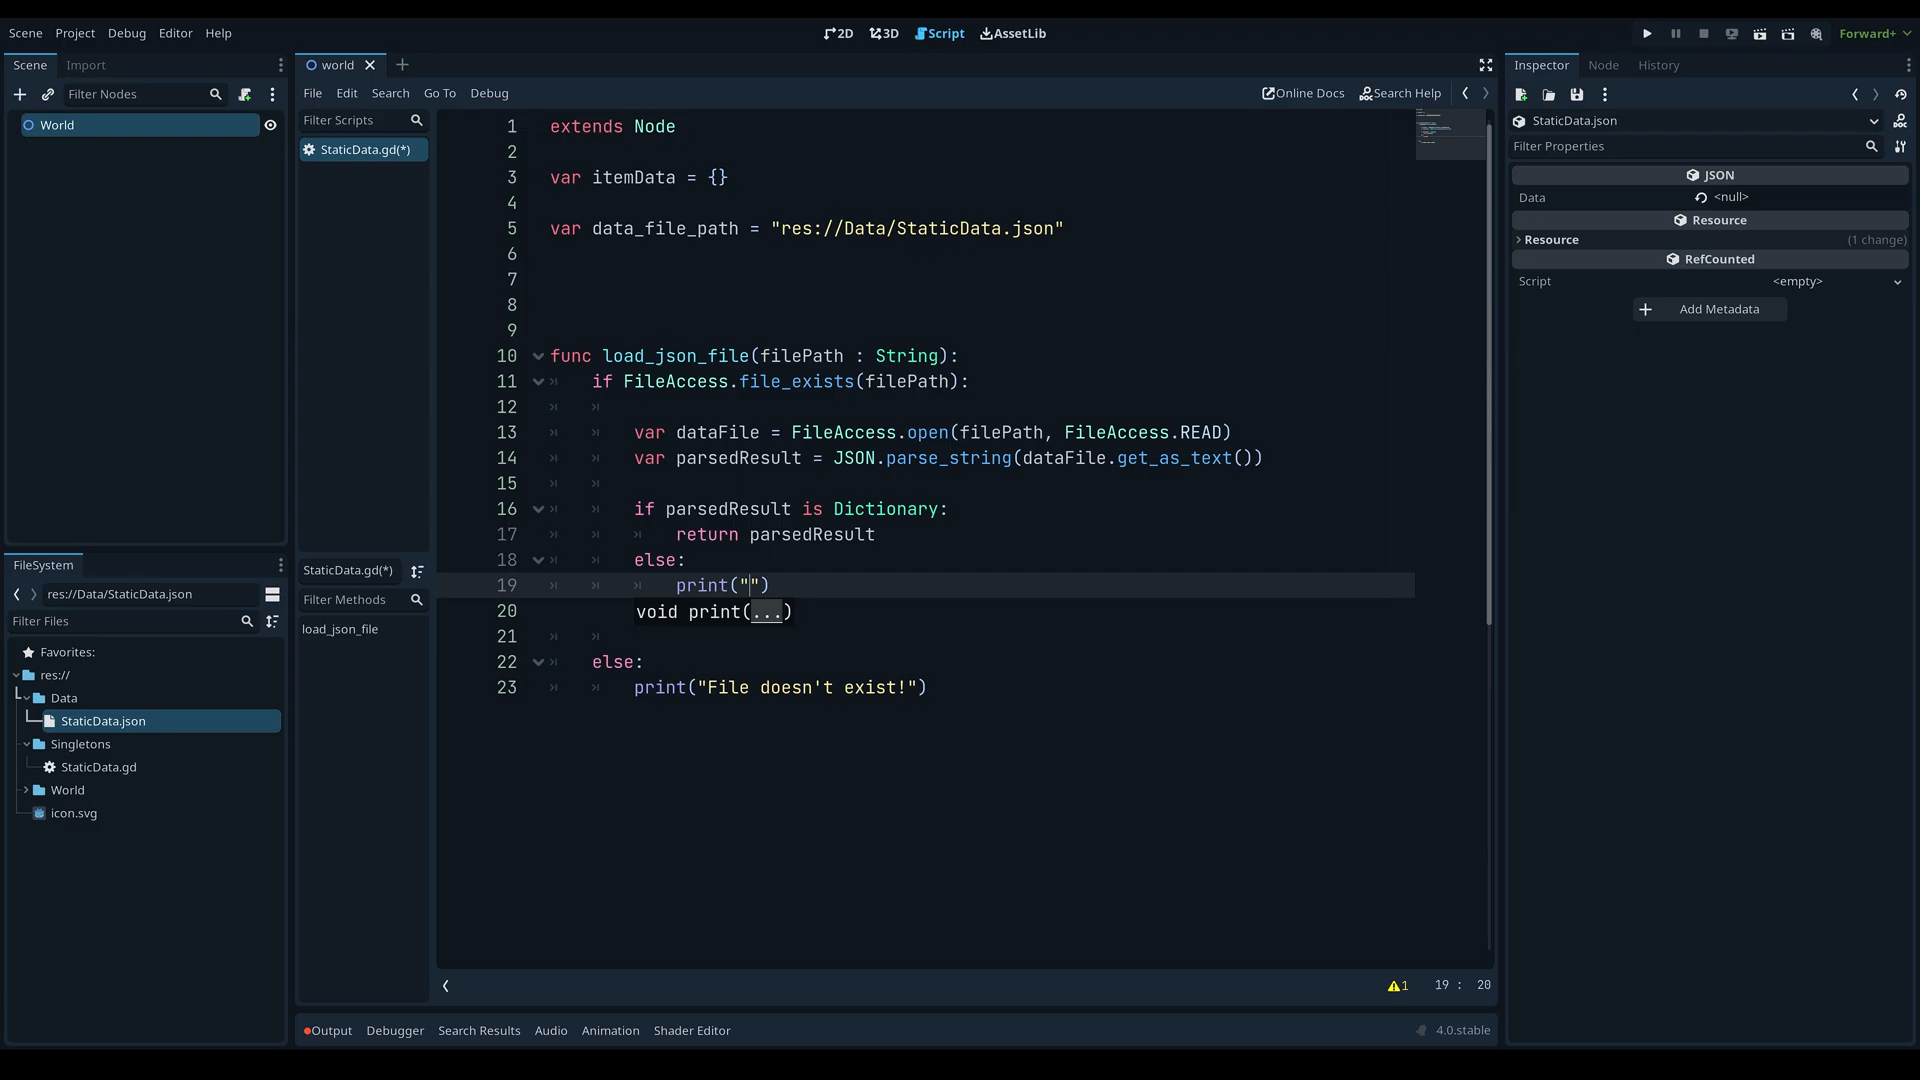 Scene Project Debug Editor Help
2D 3D Script AssetLib
Forward+
Scene Import
Filter Nodes
World
world
File Edit Search Go To Debug
Online Docs Search Help
Filter Scripts
StaticData.gd(*)
StaticData.gd(*)
Filter Methods
load_json_file
1 extends Node
2
3 var itemData = {}
4
5 var data_file_path = "res://Data/StaticData.json"
6
7
8
9
10 func load_json_file(filePath : String):
11 if FileAccess.file_exists(filePath):
12
13 var dataFile = FileAccess.open(filePath, FileAccess.READ)
14 var parsedResult = JSON.parse_string(dataFile.get_as_text())
15
16 if parsedResult is Dictionary:
17 return parsedResult
18 else:
19 print("")
20 void print(...)
21
22 else:
23 print("File doesn't exist!")
1 19 : 20
Output Debugger Search Results Audio Animation Shader Editor
4.0.stable
FileSystem
res://Data/StaticData.json
Filter Files
Favorites:
res://
Data
StaticData.json
Singletons
StaticData.gd
World
icon.svg
Inspector Node History
StaticData.json
DOC
Filter Properties
JSON
Data <null>
Resource
Resource (1 change)
RefCounted
Script <empty>
Add Metadata